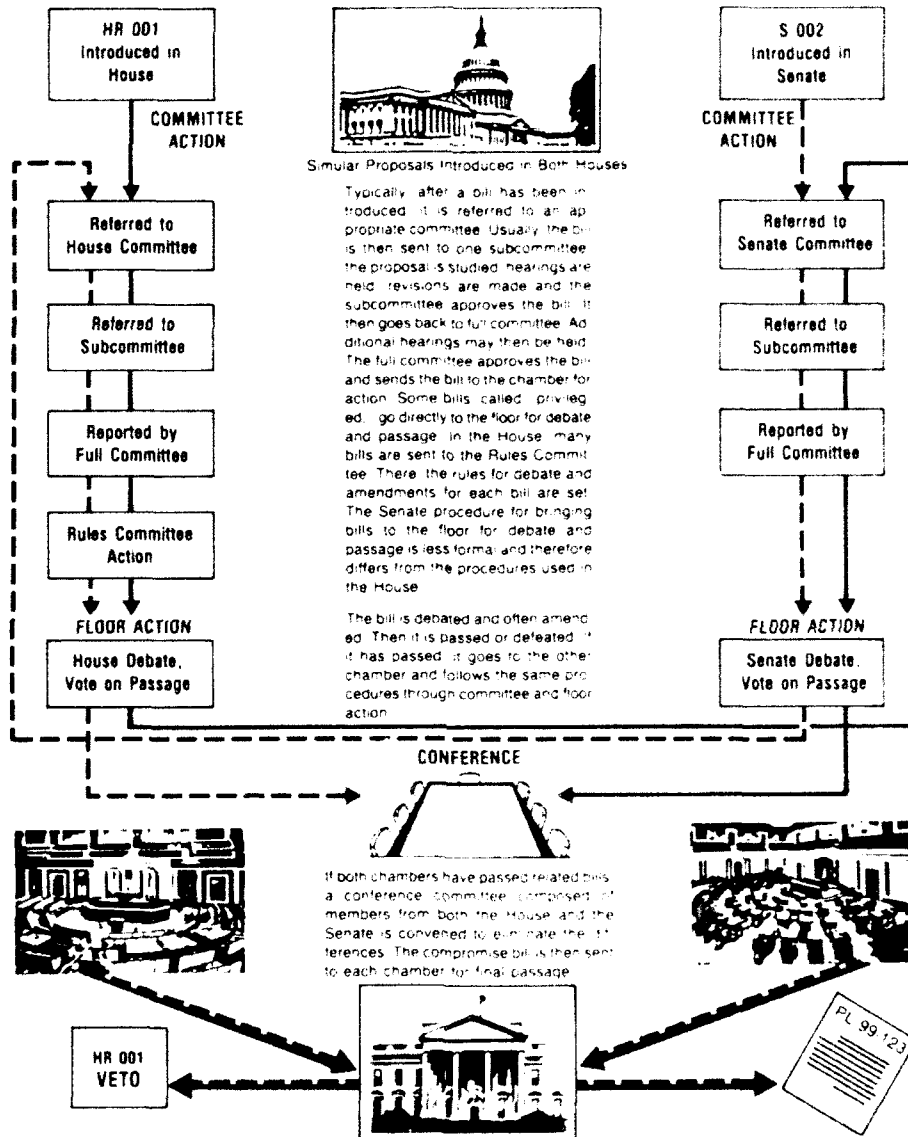 HR 001
Introduced in
House
S 002
Introduced in
Senate
COMMITTEE
ACTION
COMMITTEE
ACTION
Simular Proposals Introduced in Both Houses
Referred to
House Committee
Referred to
Subcommittee
Reported by
Full Committee
Rules Committee
Action
FLOOR ACTION
House Debate,
Vote on Passage
Typically after a bill has been in
troduced it is referred to an ap
propriate committee. Usually the bill
is then sent to one subcommittee
the proposal is studied hearings are
held revisions are made and the
subcommittee approves the bill. It
then goes back to full committee. Ad
ditional hearings may then be held
The full committee approves the bill
and sends the bill to the chamber for
action Some bills called privileg
ed, go directly to the floor for debate
and passage In the House many
bills are sent to the Rules Commit
tee. There the rules for debate and
amendments for each bill are set
The Senate procedure for bringing
bills to the floor for debate and
passage is less formal and therefore
differs from the procedures used in
the House
The bill is debated and often amend
ed. Then it is passed or defeated If
it has passed it goes to the other
chamber and follows the same pro
cedures through committee and floor
action
Referred to
Senate Committee
Referred to
Subcommittee
Reported by
Full Committee
FLOOR ACTION
Senate Debate,
Vote on Passage
CONFERENCE
If both chambers have passed related bills
a conference committee composed of
members from both the House and the
Senate is convened to eliminate the dif
ferences. The compromise bill is then sent
to each chamber for final passage
HR 001
VETO
PL 99-123